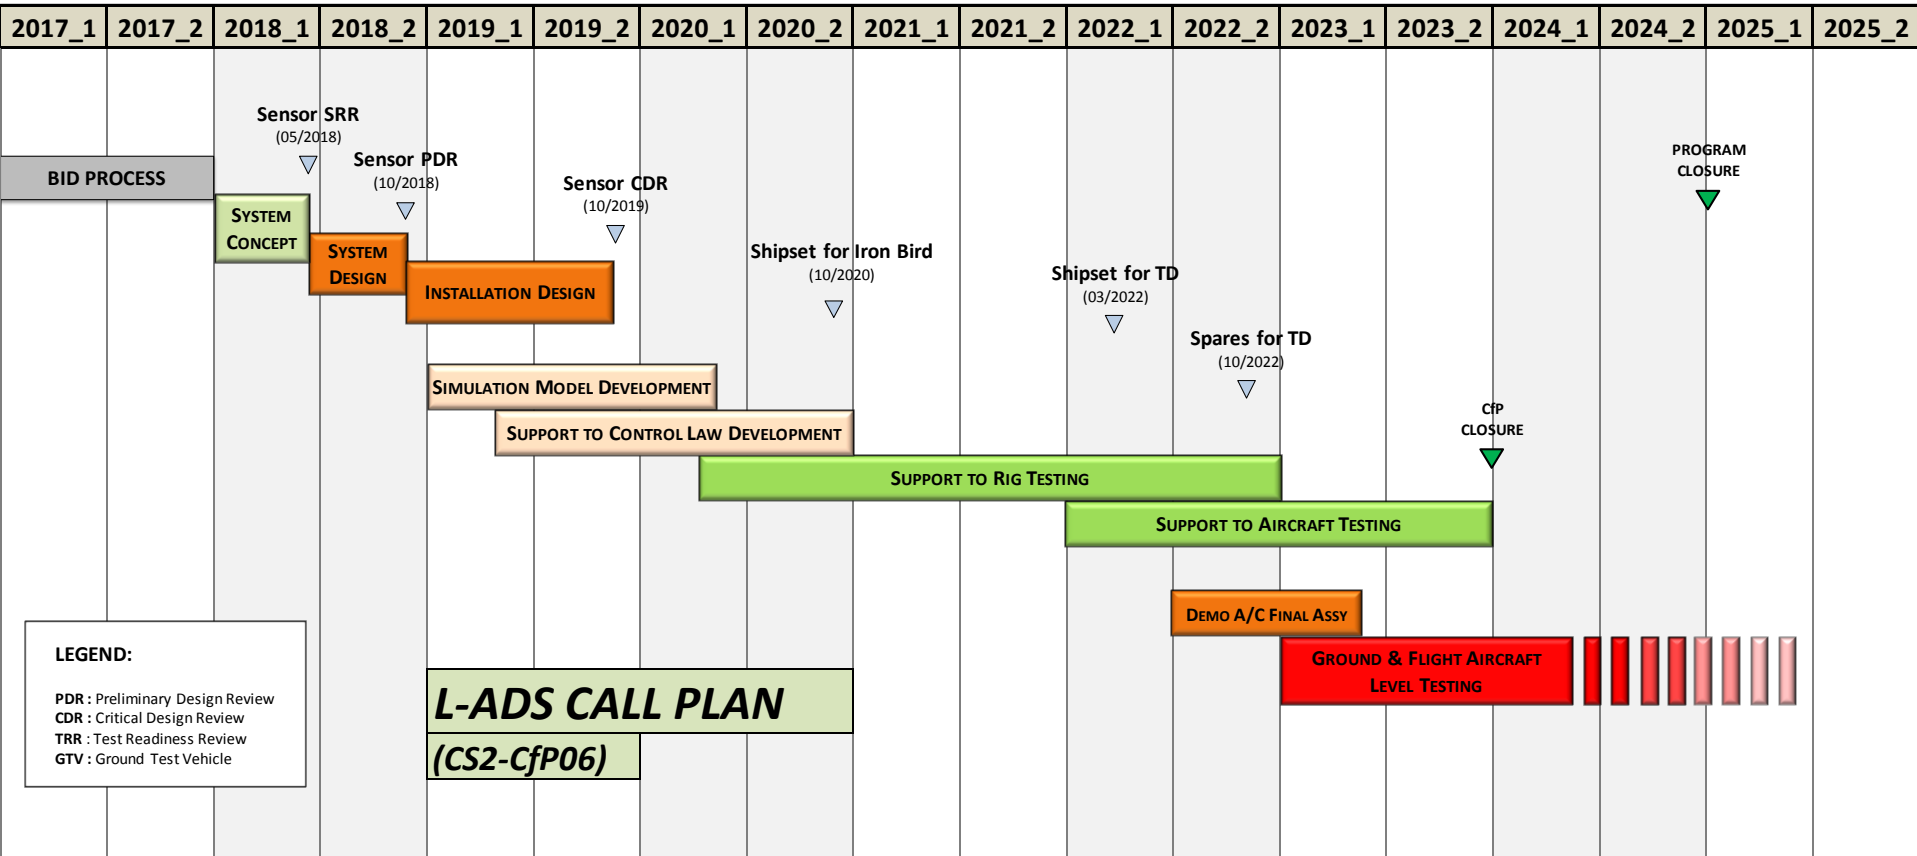 2017_1 2017_2 2018_1 2018_2 2019_1 2019_2 2020_1 2020_2 2021_1 2021_2 2022_1 2022_2 2023_1 2023_2 2024_1 2024_2 2025_1 2025_2
Sensor SRR
(05/2018)
Sensor PDR
(10/2018)
Sensor CDR
(10/2019)
Shipset for Iron Bird
(10/2020)
Shipset for TD
(03/2022)
Spares for TD
(10/2022)
PROGRAM
CLOSURE
CfP
CLOSURE
BID PROCESS
SYSTEM
CONCEPT
SYSTEM
DESIGN
INSTALLATION DESIGN
SIMULATION MODEL DEVELOPMENT
SUPPORT TO CONTROL LAW DEVELOPMENT
SUPPORT TO RIG TESTING
SUPPORT TO AIRCRAFT TESTING
DEMO A/C FINAL ASSY
GROUND & FLIGHT AIRCRAFT
LEVEL TESTING
LEGEND:
PDR : Preliminary Design Review
CDR : Critical Design Review
TRR : Test Readiness Review
GTV : Ground Test Vehicle
L-ADS CALL PLAN
(CS2-CfP06)